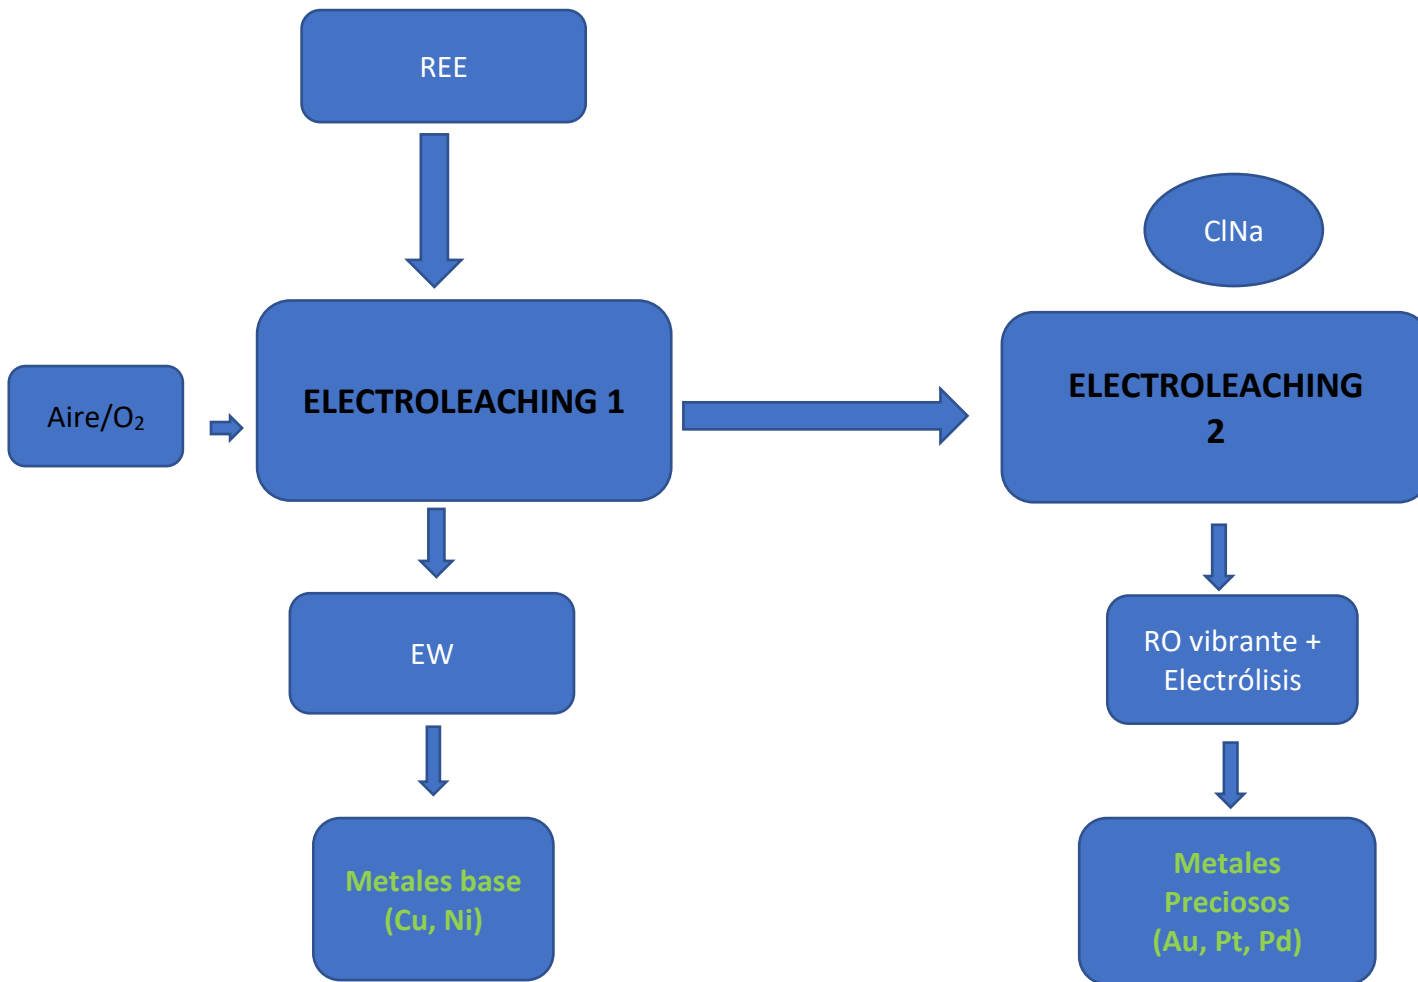 REE
ClNa
Aire/O₂
ELECTROLEACHING 1
ELECTROLEACHING
2
EW
RO vibrante +
Electrólisis
Metales base
(Cu, Ni)
Metales
Preciosos
(Au, Pt, Pd)